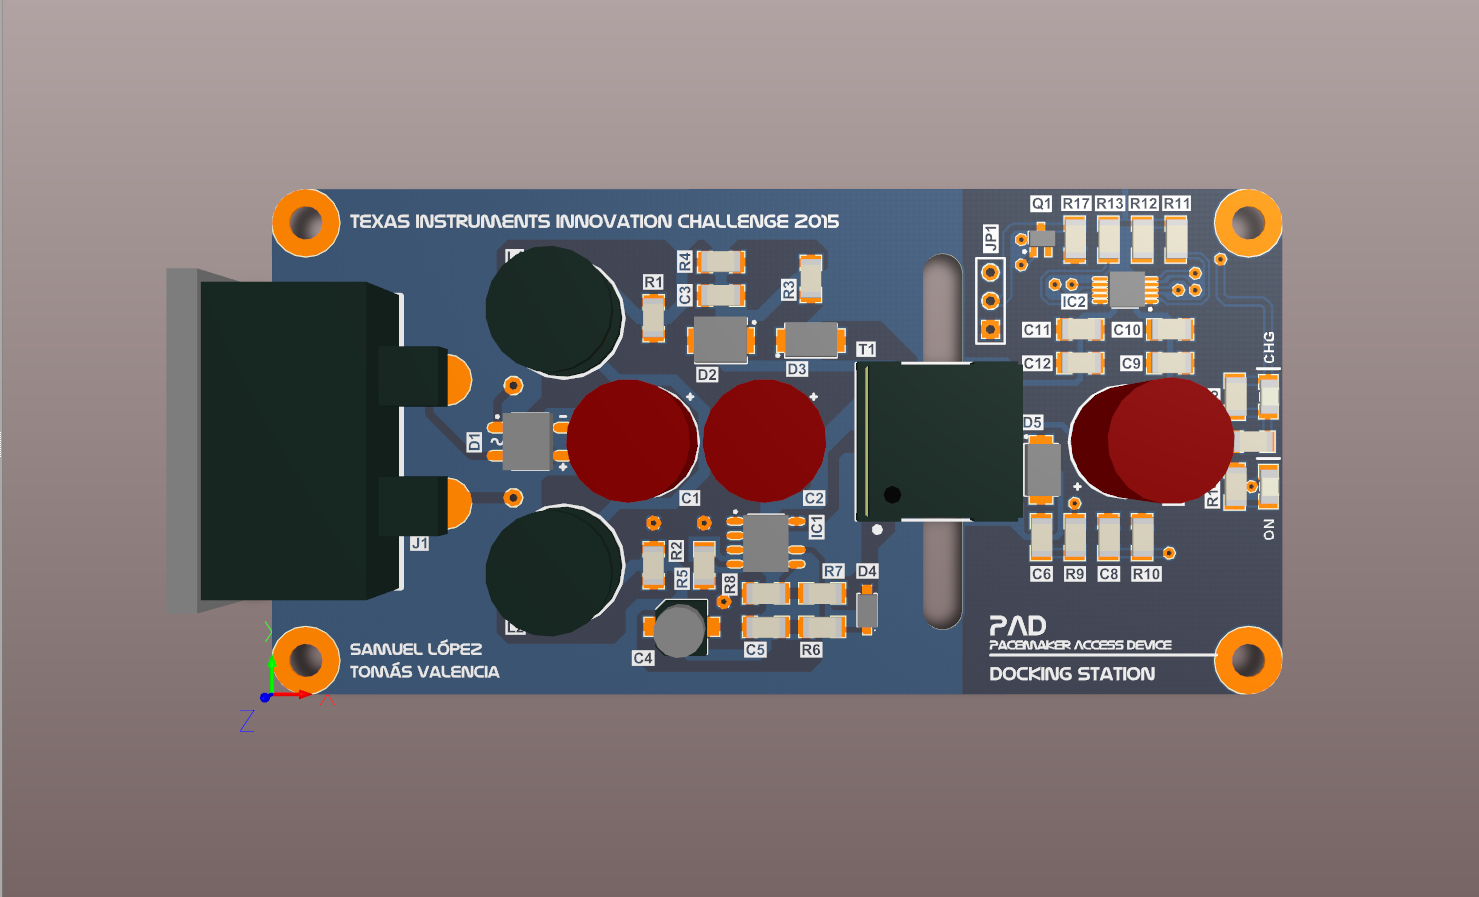 TEXAS INSTRUMENTS INNOVATION CHALLENGE 2015
Q1 R17 R13 R12 R11
JP1
R4
R1
C3
R3
IC2
C11 C10
CHG
T1
C12 C9
D2
D3
D5
D1
C1
C2
J1
IC1
R2
R5
R8
R7
D4
C6 R9 C8 R10
ON
C4
C5
R6
PAD
PACEMAKER ACCESS DEVICE
DOCKING STATION
SAMUEL LÓPEZ
TOMÁS VALENCIA
X
Z